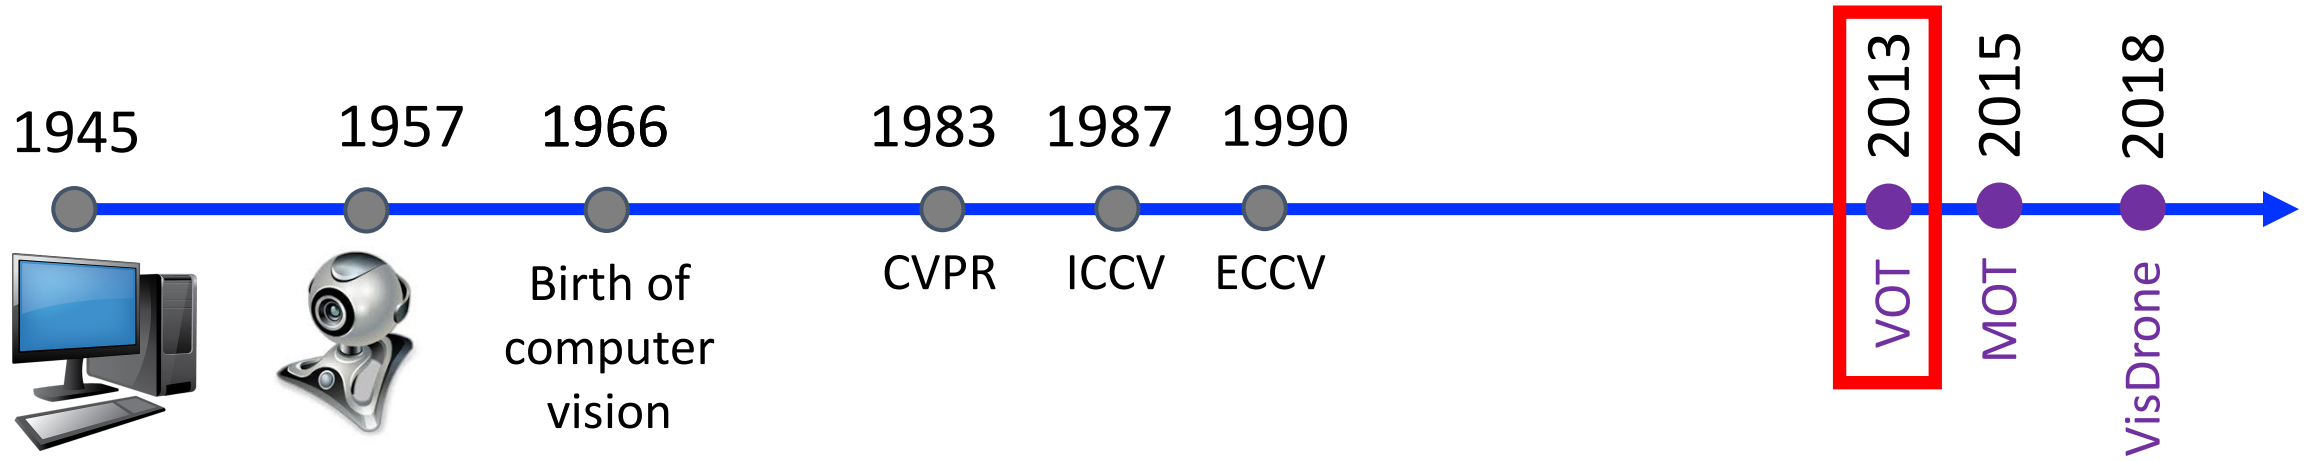 1945
1957
1966
1983
1987
1990
2013
2015
2018
Birth of
computer
vision
CVPR
ICCV
ECCV
VOT
MOT
VisDrone